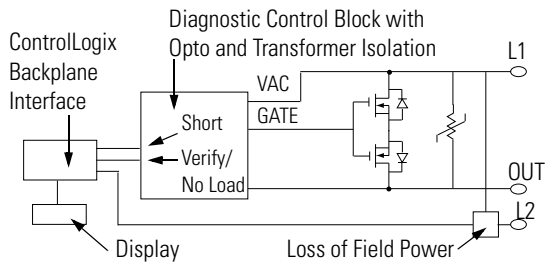 Diagnostic Control Block with
Opto and Transformer Isolation
ControlLogix
Backplane
Interface
L1
VAC
GATE
Short
Verify/
No Load
OUT
L2
Display
Loss of Field Power